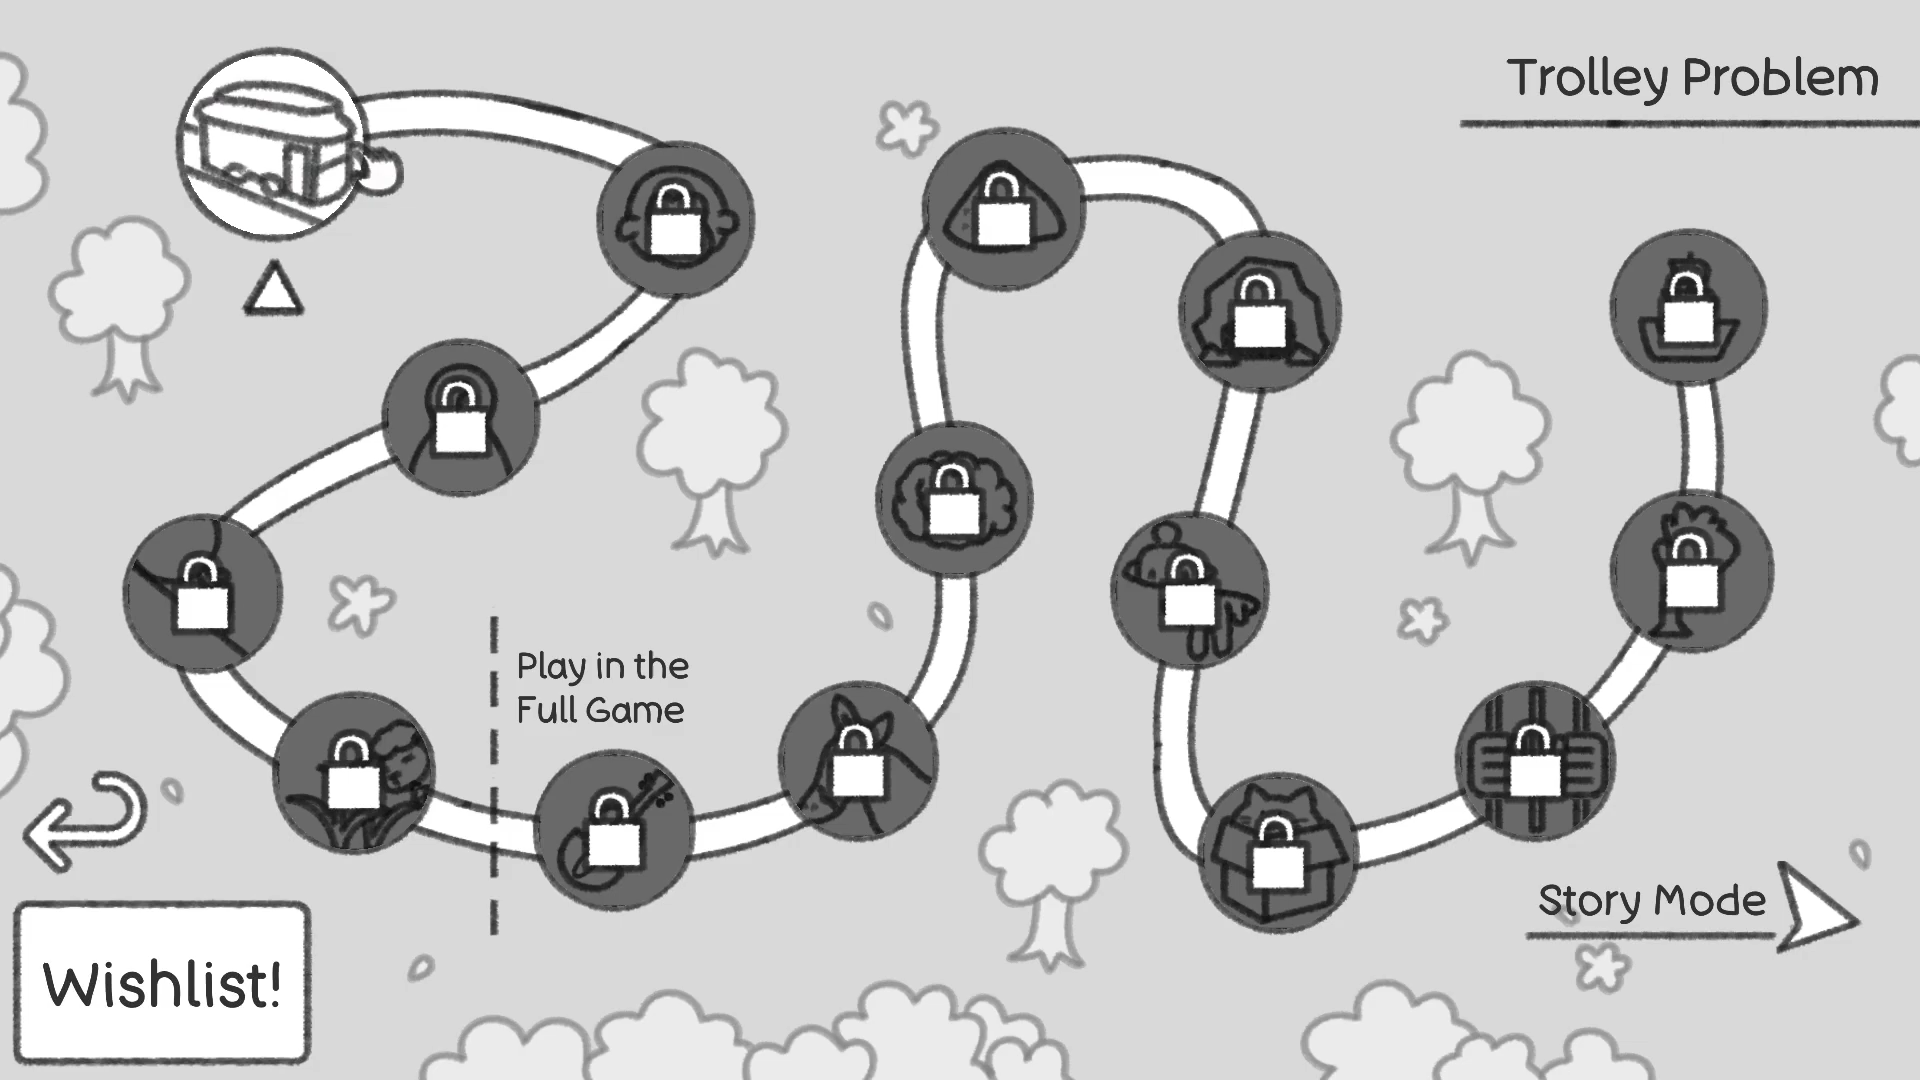 Trolley Problem
Play in the
Full Game
Story Mode
Wishlist!